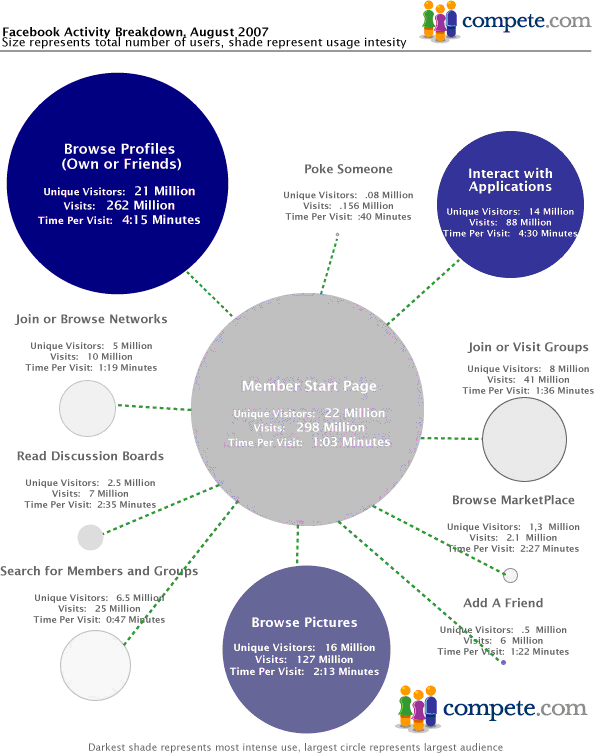 Facebook Activity Breakdown, August 2007
Size represents total number of users, shade represent usage intesity
compete.com
Browse Profiles
(Own or Friends)
Unique Visitors: 21 Million
Visits: 262 Million
Time Per Visit: 4:15 Minutes
Poke Someone
Unique Visitors: .08 Million
Visits: .156 Million
Time Per Visit: :40 Minutes
Interact with
Applications
Unique Visitors: 14 Million
Visits: 88 Million
Time Per Visit: 4:30 Minutes
Join or Browse Networks
Unique Visitors: 5 Million
Visits: 10 Million
Time Per Visit: 1:19 Minutes
Member Start Page
Unique Visitors: 22 Million
Visits: 298 Million
Time Per Visit: 1:03 Minutes
Join or Visit Groups
Unique Visitors: 8 Million
Visits: 41 Million
Time Per Visit: 1:36 Minutes
Read Discussion Boards
Unique Visitors: 2.5 Million
Visits: 7 Million
Time Per Visit: 2:35 Minutes
Browse MarketPlace
Unique Visitors: 1,3 Million
Visits: 2.1 Million
Time Per Visit: 2:27 Minutes
Search for Members and Groups
Unique Visitors: 6.5 Million
Visits: 25 Million
Time Per Visit: 0:47 Minutes
Browse Pictures
Unique Visitors: 16 Million
Visits: 127 Million
Time Per Visit: 2:13 Minutes
Add A Friend
Unique Visitors: .5 Million
Visits: 6 Million
Time Per Visit: 1:22 Minutes
compete.com
Darkest shade represents most intense use, largest circle represents largest audience